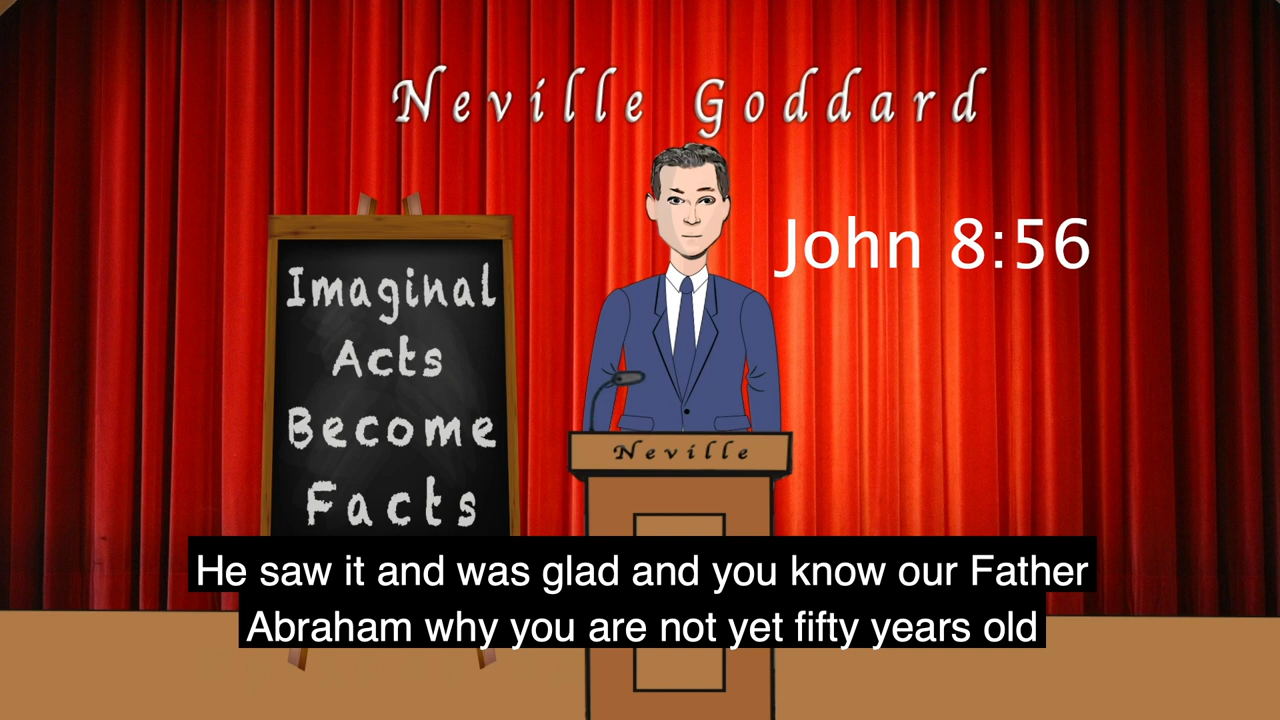 Neville Goddard
John 8:56
Imaginal
Acts
Become
Facts
Neville
He saw it and was glad and you know our Father
Abraham why you are not yet fifty years old